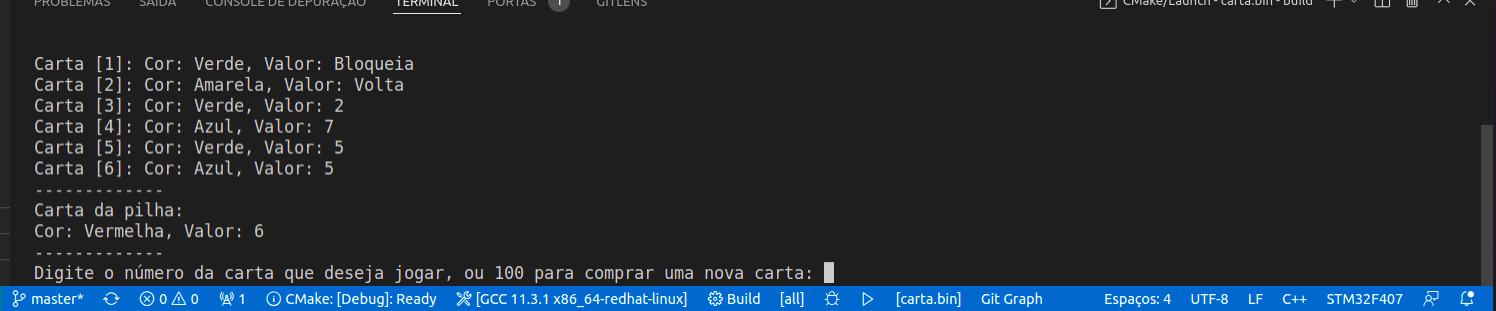 PROBLEMAS SAÍDA CONSOLE DE DEPURAÇÃO TERMINAL PORTAS 1 GITLENS CMake/Launch - carta.bin - build
Carta [1]: Cor: Verde, Valor: Bloqueia
Carta [2]: Cor: Amarela, Valor: Volta
Carta [3]: Cor: Verde, Valor: 2
Carta [4]: Cor: Azul, Valor: 7
Carta [5]: Cor: Verde, Valor: 5
Carta [6]: Cor: Azul, Valor: 5
-------------
Carta da pilha:
Cor: Vermelha, Valor: 6
-------------
Digite o número da carta que deseja jogar, ou 100 para comprar uma nova carta:
master* 0 0 1 CMake: [Debug]: Ready [GCC 11.3.1 x86_64-redhat-linux] Build [all] [carta.bin] Git Graph Espaços: 4 UTF-8 LF C++ STM32F407